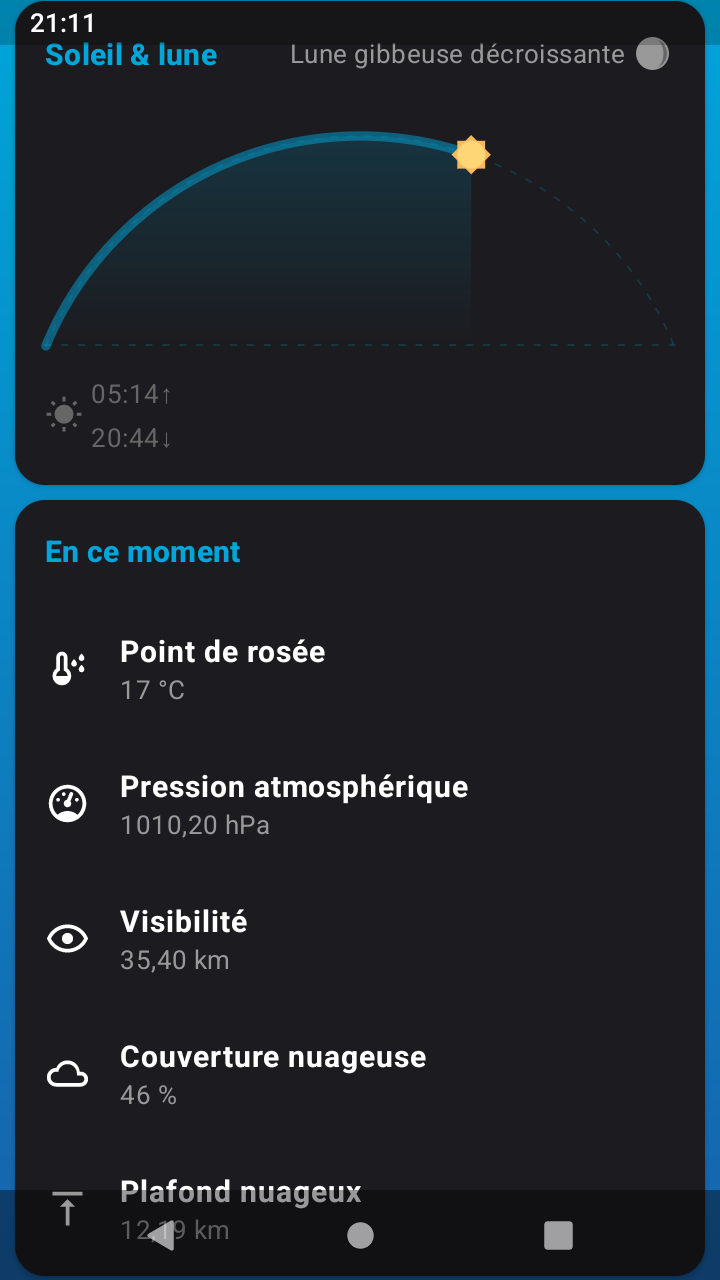 21:11
Soleil & lune
Lune gibbeuse décroissante
05:14↑
20:44↓
En ce moment
Point de rosée
17 °C
Pression atmosphérique
1010,20 hPa
Visibilité
35,40 km
Couverture nuageuse
46 %
Plafond nuageux
12,19 km